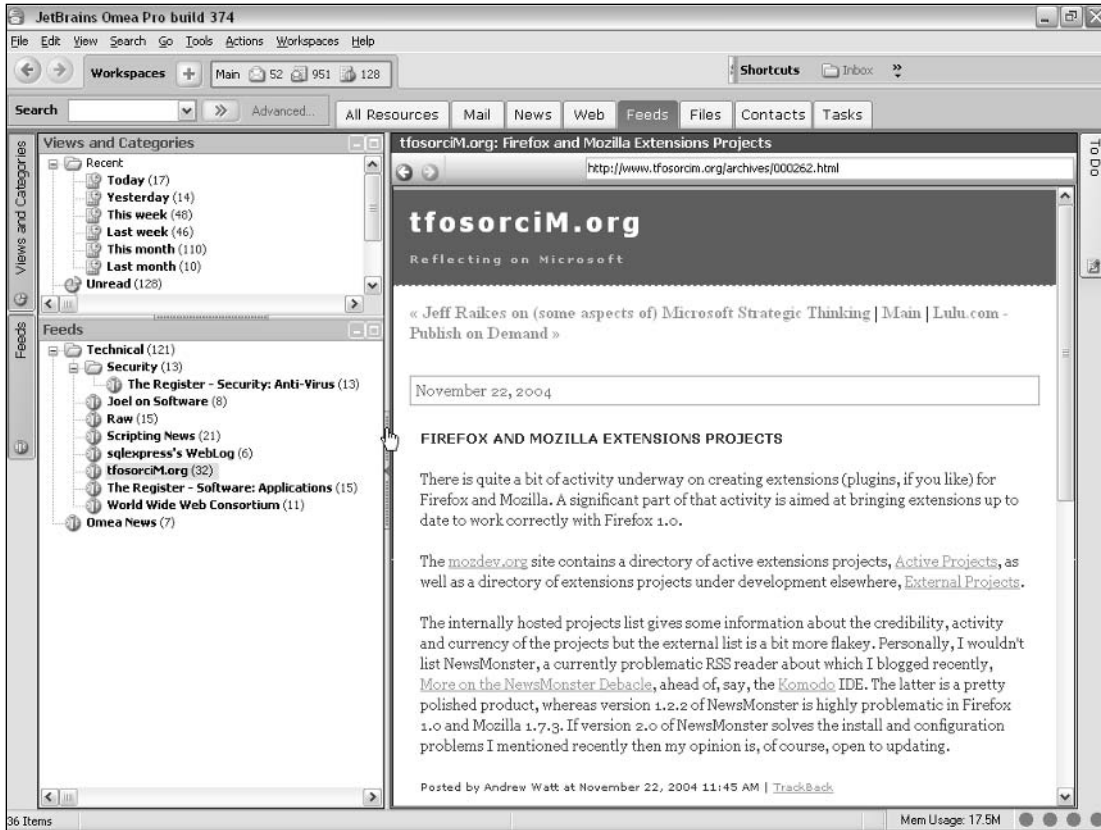 JetBrains Omea Pro build 374
File Edit View Search Go Tools Actions Workspaces Help
Workspaces Main 52 951 128
Shortcuts Inbox
Search Advanced... All Resources Mail News Web Feeds Files Contacts Tasks
Views and Categories
Feeds
Views and Categories
Recent
Today (17)
Yesterday (14)
This week (48)
Last week (46)
This month (110)
Last month (10)
Unread (128)
Feeds
Technical (121)
Security (13)
The Register - Security: Anti-Virus (13)
Joel on Software (8)
Raw (15)
Scripting News (21)
sqlexpress's WebLog (6)
tfosorciM.org (32)
The Register - Software: Applications (15)
World Wide Web Consortium (11)
Omea News (7)
tfosorciM.org: Firefox and Mozilla Extensions Projects
http://www.tfosorcim.org/archives/000262.html
tfosorciM.org
Reflecting on Microsoft
« Jeff Raikes on (some aspects of) Microsoft Strategic Thinking | Main | Lulu.com -
Publish on Demand »
November 22, 2004
FIREFOX AND MOZILLA EXTENSIONS PROJECTS
There is quite a bit of activity underway on creating extensions (plugins, if you like) for
Firefox and Mozilla. A significant part of that activity is aimed at bringing extensions up to
date to work correctly with Firefox 1.0.
The mozdev.org site contains a directory of active extensions projects, Active Projects, as
well as a directory of extensions projects under development elsewhere, External Projects.
The internally hosted projects list gives some information about the credibility, activity
and currency of the projects but the external list is a bit more flakey. Personally, I wouldn't
list NewsMonster, a currently problematic RSS reader about which I blogged recently,
More on the NewsMonster Debacle, ahead of, say, the Komodo IDE. The latter is a pretty
polished product, whereas version 1.2.2 of NewsMonster is highly problematic in Firefox
1.0 and Mozilla 1.7.3. If version 2.0 of NewsMonster solves the install and configuration
problems I mentioned recently then my opinion is, of course, open to updating.
Posted by Andrew Watt at November 22, 2004 11:45 AM | TrackBack
To Do
36 Items
Mem Usage: 17.5M